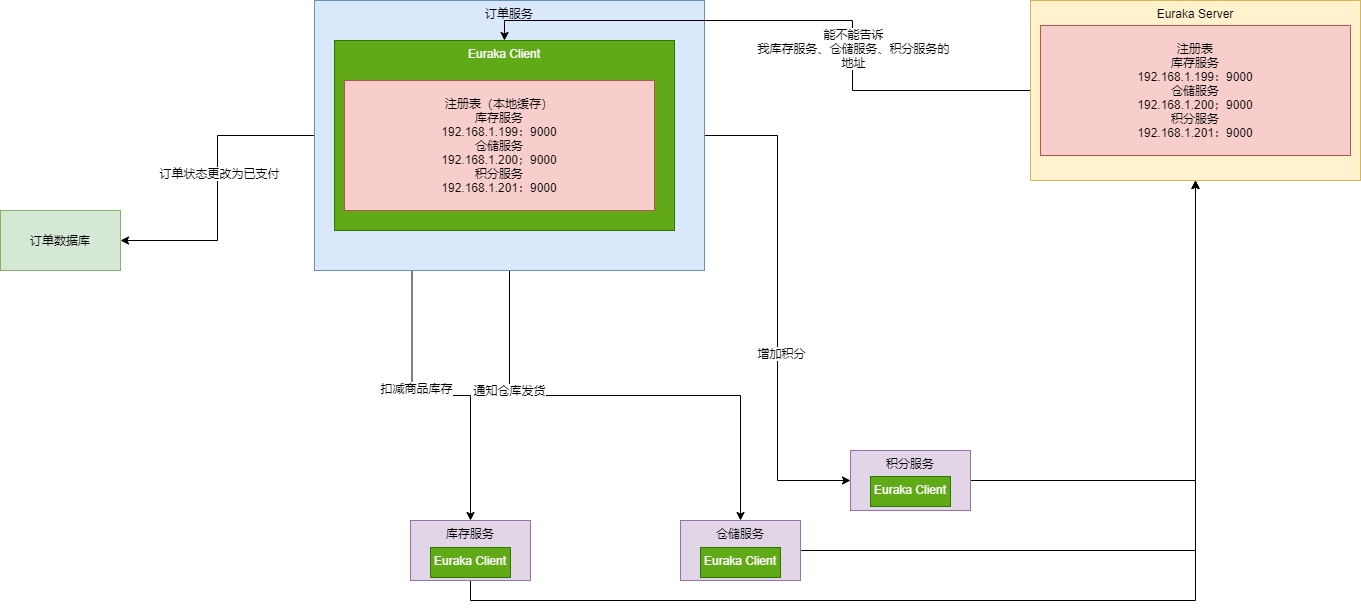 订单服务
Euraka Client
注册表（本地缓存）
库存服务
192.168.1.199：9000
仓储服务
192.168.1.200；9000
积分服务
192.168.1.201：9000
能不能告诉
我库存服务、仓储服务、积分服务的
地址
Euraka Server
注册表
库存服务
192.168.1.199：9000
仓储服务
192.168.1.200；9000
积分服务
192.168.1.201：9000
订单状态更改为已支付
订单数据库
增加积分
扣减商品库存
通知仓库发货
积分服务
Euraka Client
库存服务
Euraka Client
仓储服务
Euraka Client